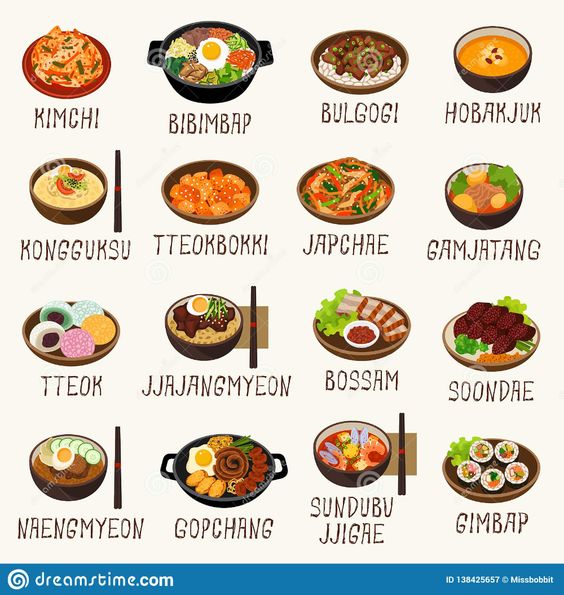 KIMCHI
BIBIMBAP
BULGOGI
HOBAKJUK
KONGGUKSU
TTEOKBOKKI
JAPCHAE
GAMJATANG
TTEOK
JJAJANGMYEON
BOSSAM
SOONDAE
NAENGMYEON
GOPCHANG
SUNDUBU
JJIGAE
GIMBAP
dreamstime.com
ID 138425657 © Missbobbit